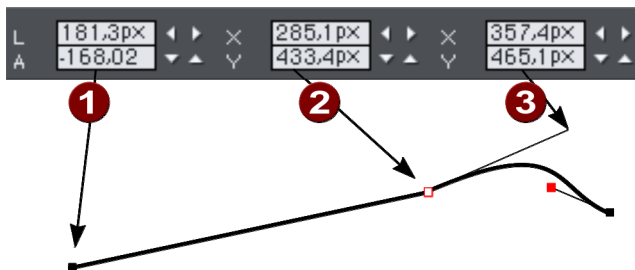 L 181,3px X 285,1px X 357,4px
A -168,02 Y 433,4px Y 465,1px
1 2 3